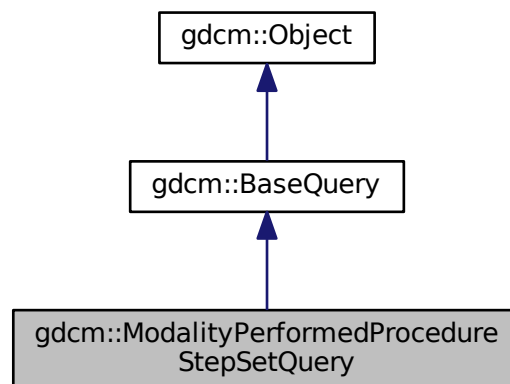 gdcm::Object
gdcm::BaseQuery
gdcm::ModalityPerformedProcedure
StepSetQuery